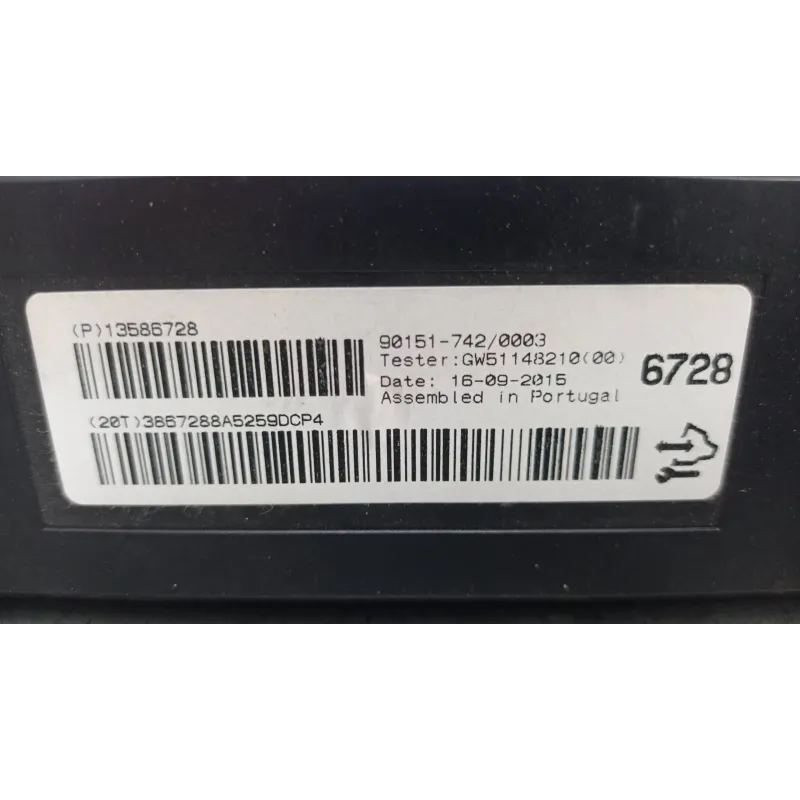 (P)13586728
90151-742/0003
Tester:GW51148210(00)
Date: 16-09-2015
Assembled in Portugal
6728
(20T)3867288A5259DCP4